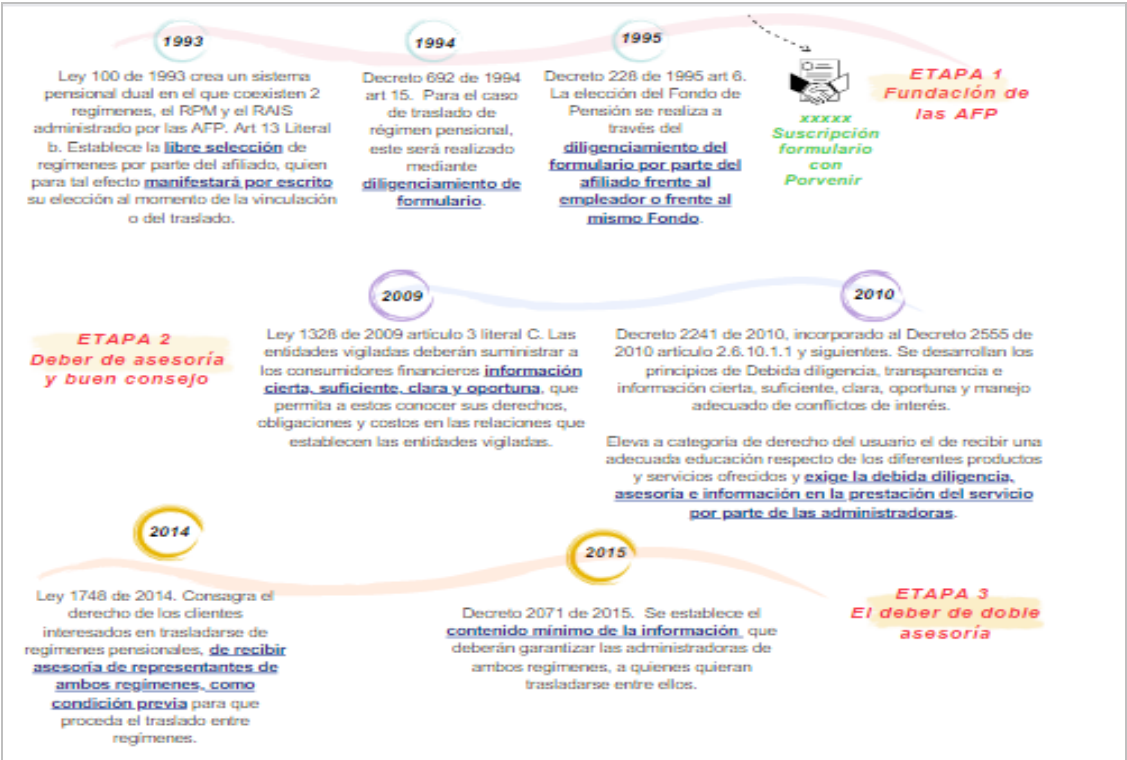 1993
Ley 100 de 1993 crea un sistema
pensional dual en el que coexisten 2
regímenes, el RPM y el RAIS
administrado por las AFP. Art 13 Literal
b. Establece la libre selección de
regímenes por parte del afiliado, quien
para tal efecto manifestará por escrito
su elección al momento de la vinculación
o del traslado.
1994
Decreto 692 de 1994
art 15. Para el caso
de traslado de
régimen pensional,
este será realizado
mediante
diligenciamiento de
formulario.
1995
Decreto 228 de 1995 art 6.
La elección del Fondo de
Pensión se realiza a
través del
diligenciamiento del
formulario por parte del
afiliado frente al
empleador o frente al
mismo Fondo.
xxxxx
Suscripción
formulario
con
Porvenir
ETAPA 1
Fundación de
las AFP
ETAPA 2
Deber de asesoría
y buen consejo
2009
Ley 1328 de 2009 artículo 3 literal C. Las
entidades vigiladas deberán suministrar a
los consumidores financieros información
cierta, suficiente, clara y oportuna, que
permita a estos conocer sus derechos,
obligaciones y costos en las relaciones que
establecen las entidades vigiladas.
2010
Decreto 2241 de 2010, incorporado al Decreto 2555 de
2010 artículo 2.6.10.1.1 y siguientes. Se desarrollan los
principios de Debida diligencia, transparencia e
información cierta, suficiente, clara, oportuna y manejo
adecuado de conflictos de interés.
Eleva a categoría de derecho del usuario el de recibir una
adecuada educación respecto de los diferentes productos
y servicios ofrecidos y exige la debida diligencia,
asesoría e información en la prestación del servicio
por parte de las administradoras.
2014
Ley 1748 de 2014. Consagra el
derecho de los clientes
interesados en trasladarse de
regímenes pensionales, de recibir
asesoría de representantes de
ambos regímenes, como
condición previa para que
proceda el traslado entre
regímenes.
2015
Decreto 2071 de 2015. Se establece el
contenido mínimo de la información que
deberán garantizar las administradoras de
ambos regímenes, a quienes quieran
trasladarse entre ellos.
ETAPA 3
El deber de doble
asesoría